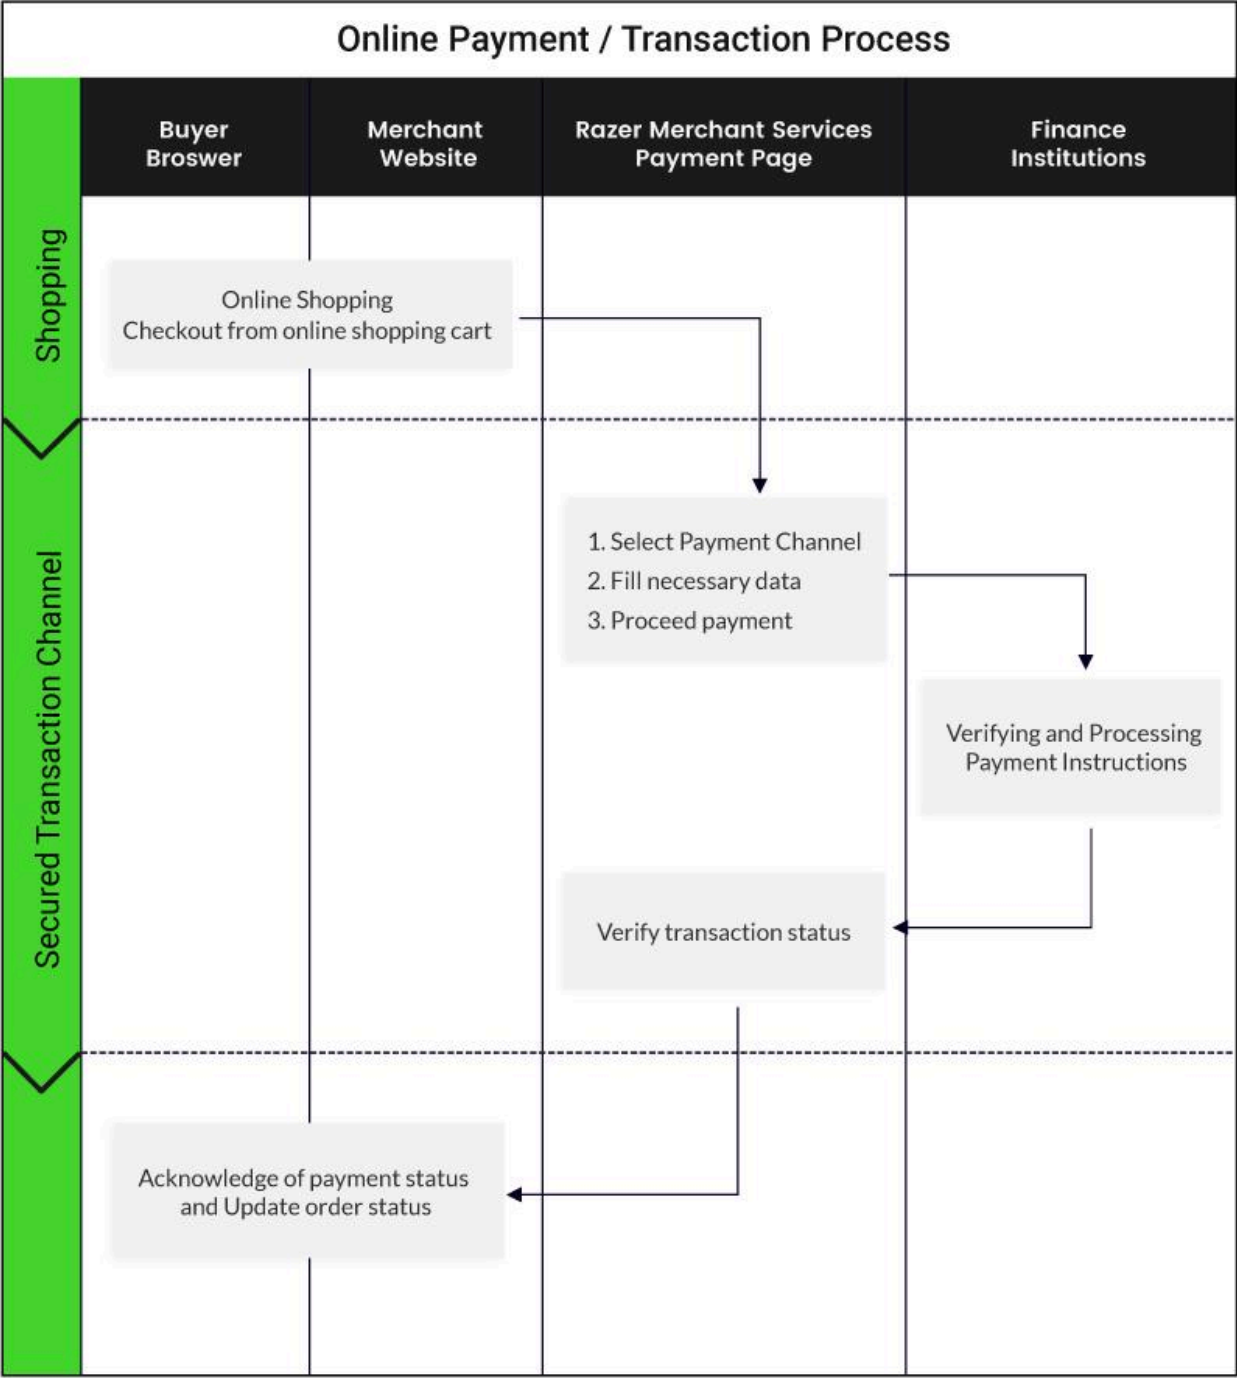 Online Payment / Transaction Process
Buyer
Broswer
Merchant
Website
Razer Merchant Services
Payment Page
Finance
Institutions
Shopping
Online Shopping
Checkout from online shopping cart
Secured Transaction Channel
1. Select Payment Channel
2. Fill necessary data
3. Proceed payment
Verifying and Processing
Payment Instructions
Verify transaction status
Acknowledge of payment status
and Update order status